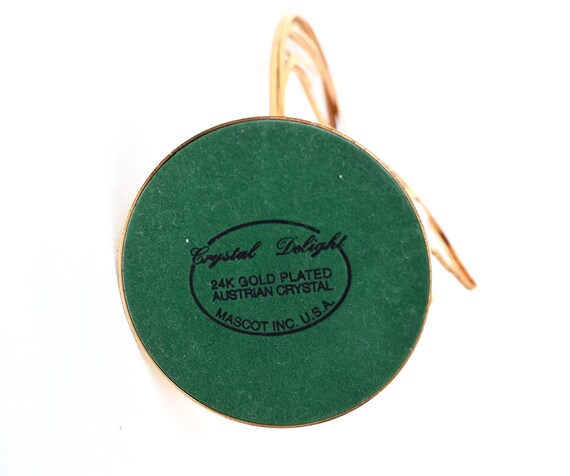 Crystal Delight
24K GOLD PLATED
AUSTRIAN CRYSTAL
MASCOT INC. U.S.A.